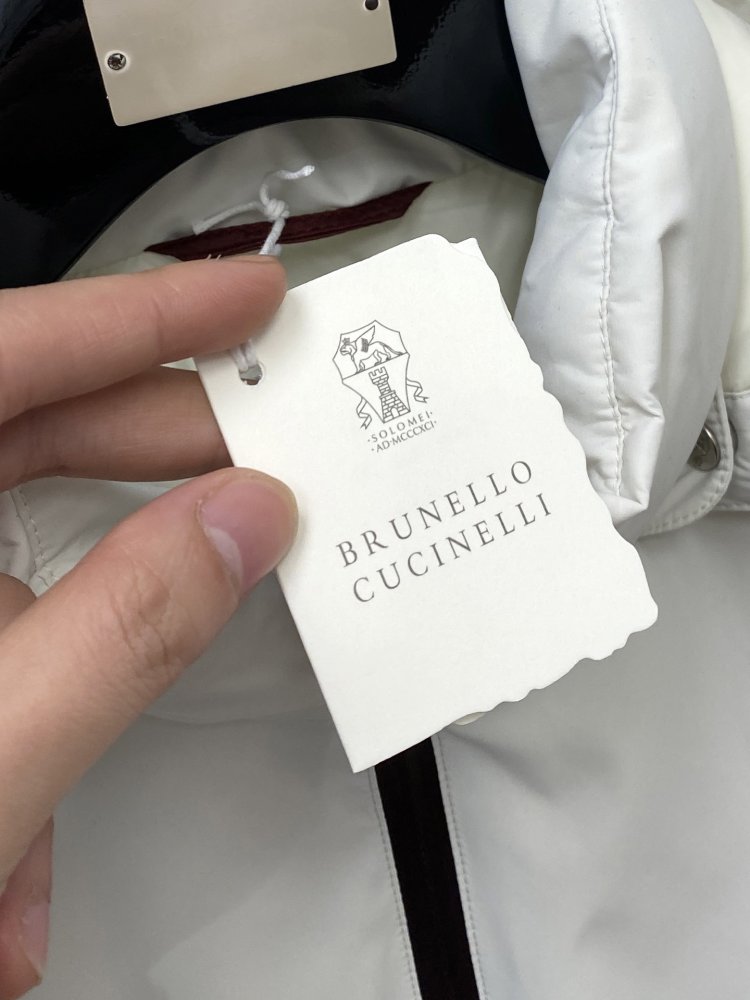 ·SOLOMEI·
·AD·MCCCXCI·
BRUNELLO
CUCINELLI